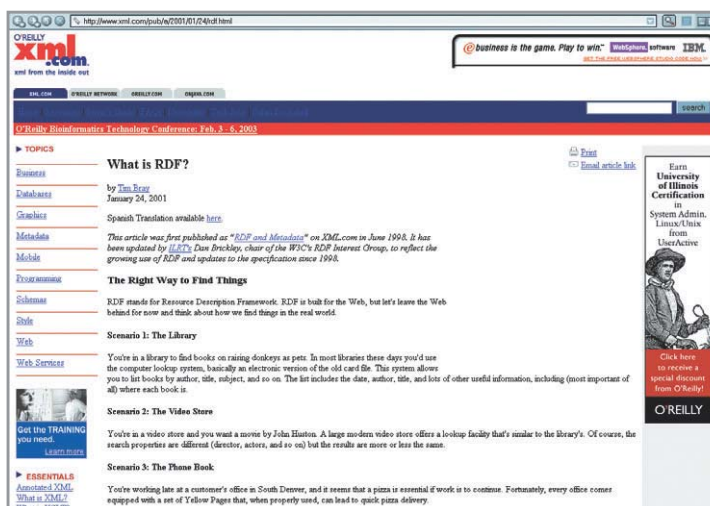 http://www.xml.com/pub/a/2001/01/24/rdf.html
O'REILLY
xml
.com
xml from the inside out
e business is the game. Play to win.™ WebSphere. software IBM.
XML.COM O'REILLY NETWORK OREILLY.COM ONJAVA.COM
search
O'Reilly Bioinformatics Technology Conference: Feb. 3 - 6, 2003
TOPICS
Business
Databases
Graphics
Metadata
Mobile
Programming
Schemas
Style
Web
Web Services
Get the TRAINING
you need.
Learn more
ESSENTIALS
Annotated XML
What is XML?
What is RDF?
by Tim Bray
January 24, 2001
Print
Email article link
Spanish Translation available here.
This article was first published as "RDF and Metadata" on XML.com in June 1998. It has
been updated by ILRT's Dan Brickley, chair of the W3C's RDF Interest Group, to reflect the
growing use of RDF and updates to the specification since 1998.
The Right Way to Find Things
RDF stands for Resource Description Framework. RDF is built for the Web, but let's leave the Web
behind for now and think about how we find things in the real world.
Scenario 1: The Library
You're in a library to find books on raising donkeys as pets. In most libraries these days you'd use
the computer lookup system, basically an electronic version of the old card file. This system allows
you to list books by author, title, subject, and so on. The list includes the date, author, title, and lots of other useful information, including (most important of
all) where each book is.
Scenario 2: The Video Store
You're in a video store and you want a movie by John Huston. A large modern video store offers a lookup facility that's similar to the library's. Of course, the
search properties are different (director, actors, and so on) but the results are more or less the same.
Scenario 3: The Phone Book
You're working late at a customer's office in South Denver, and it seems that a pizza is essential if work is to continue. Fortunately, every office comes
equipped with a set of Yellow Pages that, when properly used, can lead to quick pizza delivery.
Earn
University
of Illinois
Certification
in
System Admin.
Linux/Unix
from
UserActive
Click here
to receive a
special discount
from O'Reilly!
O'REILLY